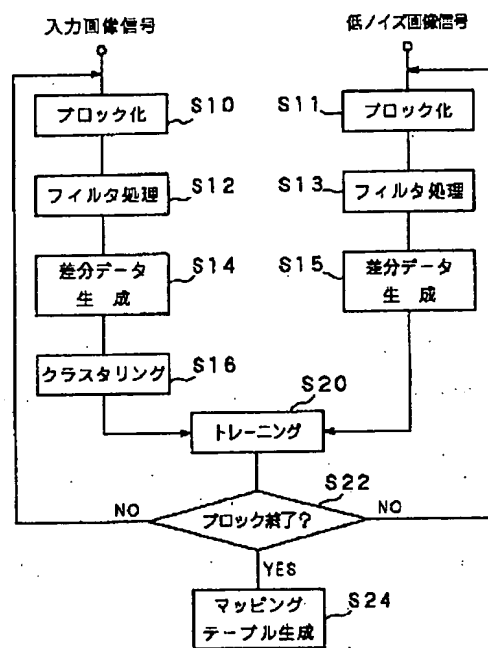 入力画像信号
低ノイズ画像信号
ブロック化
S10
S11
ブロック化
フィルタ処理
S12
S13
フィルタ処理
差分データ
生 成
S14
S15
差分データ
生 成
クラスタリング
S16
S20
トレーニング
S22
NO
ブロック終了?
NO
YES
マッピング
テーブル生成
S24